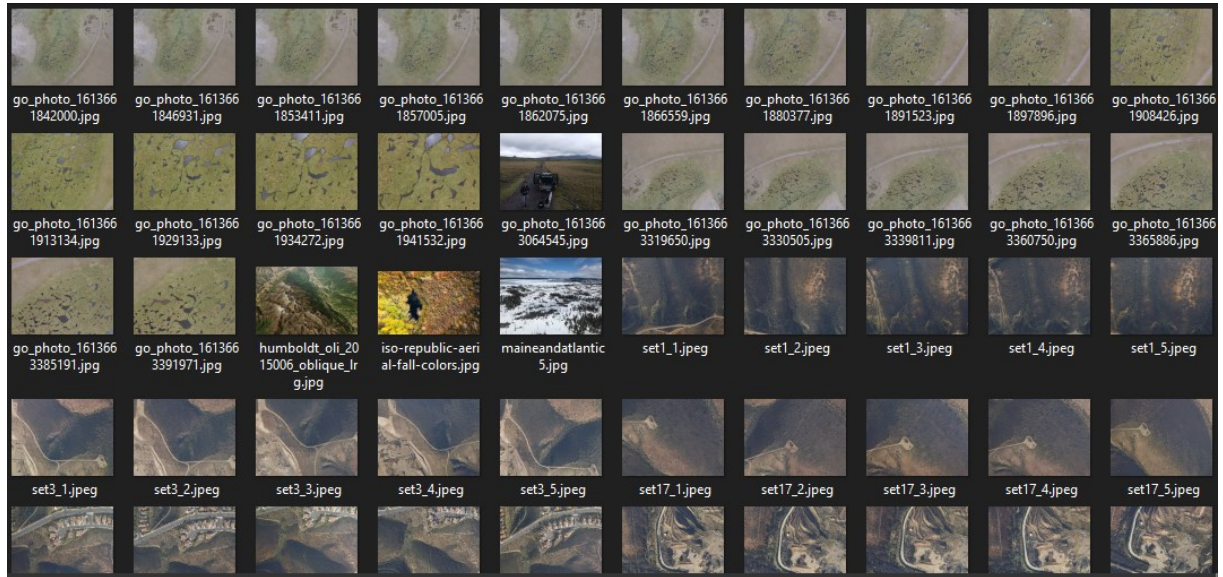 go_photo_161366 go_photo_161366 go_photo_161366 go_photo_161366 go_photo_161366 go_photo_161366 go_photo_161366 go_photo_161366 go_photo_161366 go_photo_161366
1842000.jpg 1846931.jpg 1853411.jpg 1857005.jpg 1862075.jpg 1866559.jpg 1880377.jpg 1891523.jpg 1897896.jpg 1908426.jpg
go_photo_161366 go_photo_161366 go_photo_161366 go_photo_161366 go_photo_161366 go_photo_161366 go_photo_161366 go_photo_161366 go_photo_161366 go_photo_161366
1913134.jpg 1929133.jpg 1934272.jpg 1941532.jpg 3064545.jpg 3319650.jpg 3330505.jpg 3339811.jpg 3360750.jpg 3365886.jpg
go_photo_161366 go_photo_161366 humboldt_oli_20 iso-republic-aeri maineandatlantic set1_1.jpeg set1_2.jpeg set1_3.jpeg set1_4.jpeg set1_5.jpeg
3385191.jpg 3391971.jpg 15006_oblique_lr al-fall-colors.jpg 5.jpg
g.jpg
set3_1.jpeg set3_2.jpeg set3_3.jpeg set3_4.jpeg set3_5.jpeg set17_1.jpeg set17_2.jpeg set17_3.jpeg set17_4.jpeg set17_5.jpeg